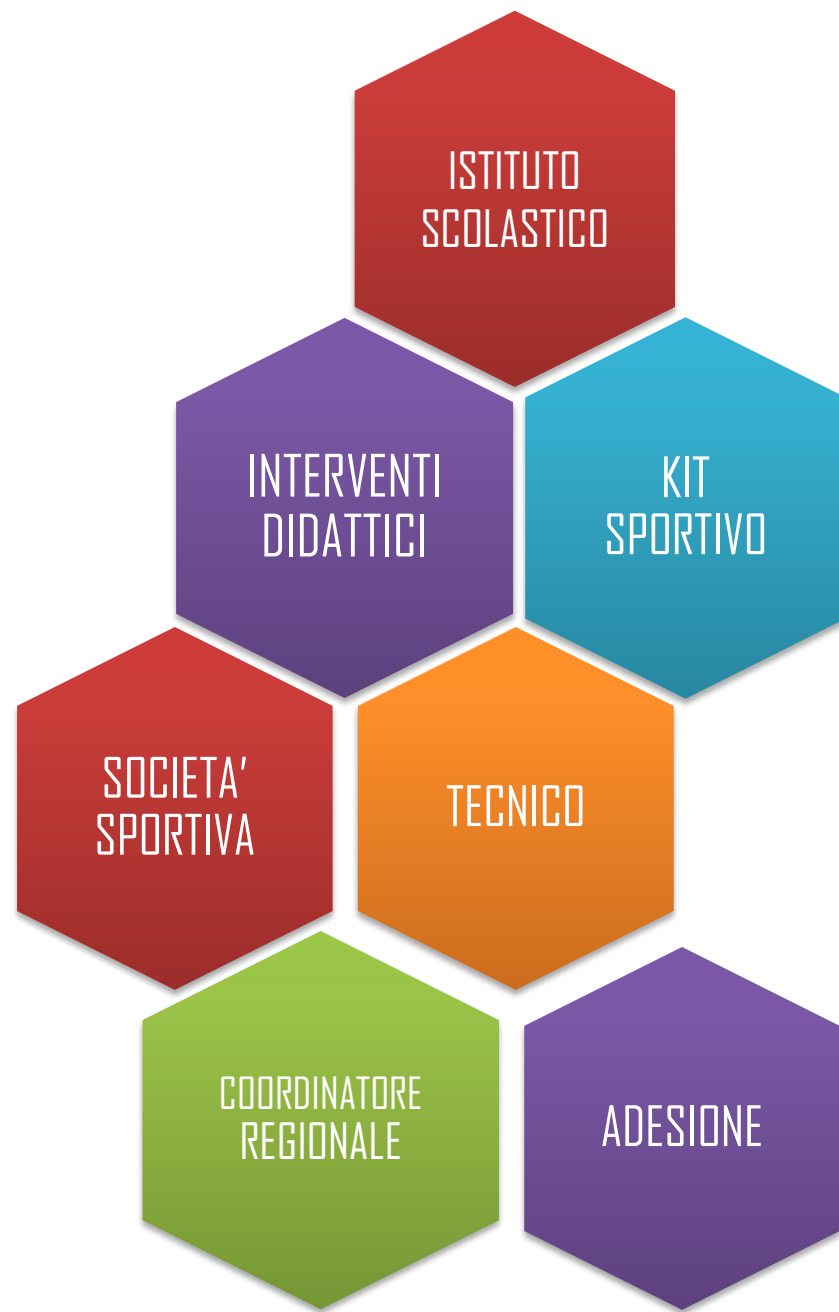 ISTITUTO
SCOLASTICO
INTERVENTI
DIDATTICI
KIT
SPORTIVO
SOCIETA'
SPORTIVA
TECNICO
COORDINATORE
REGIONALE
ADESIONE